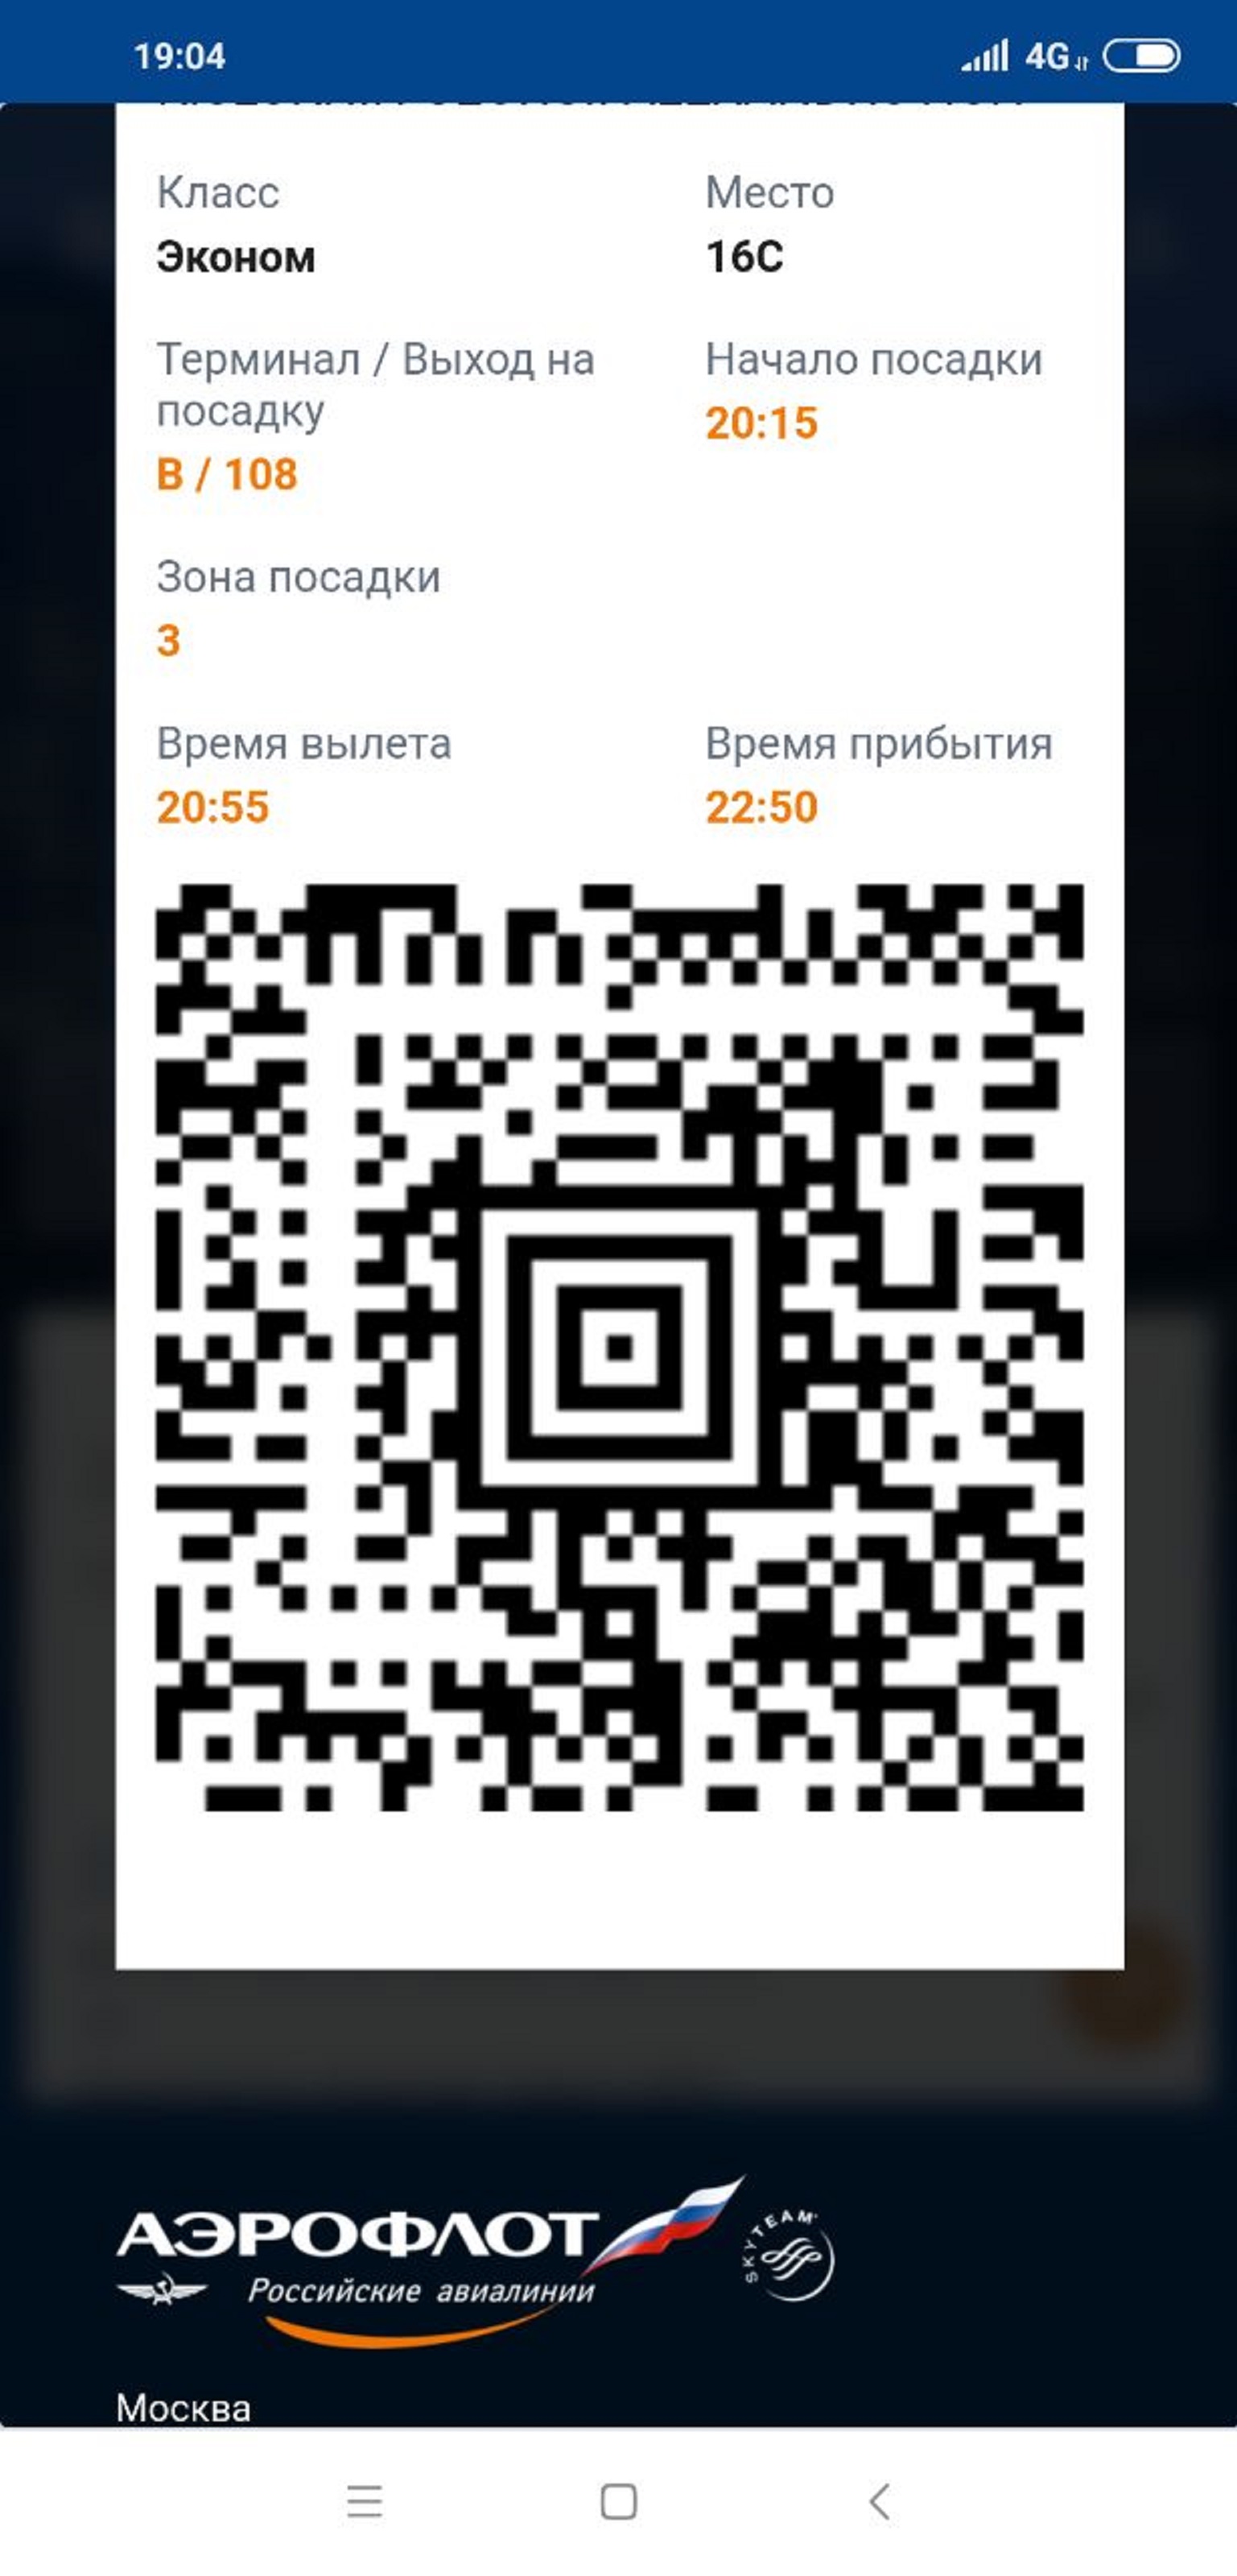 19:04
4G
Класс
Место
Эконом
16C
Терминал / Выход на
посадку
Начало посадки
20:15
B / 108
Зона посадки
3
Время вылета
Время прибытия
20:55
22:50
АЭРОФЛОТ
Российские авиалинии
SKYTEAM
Москва